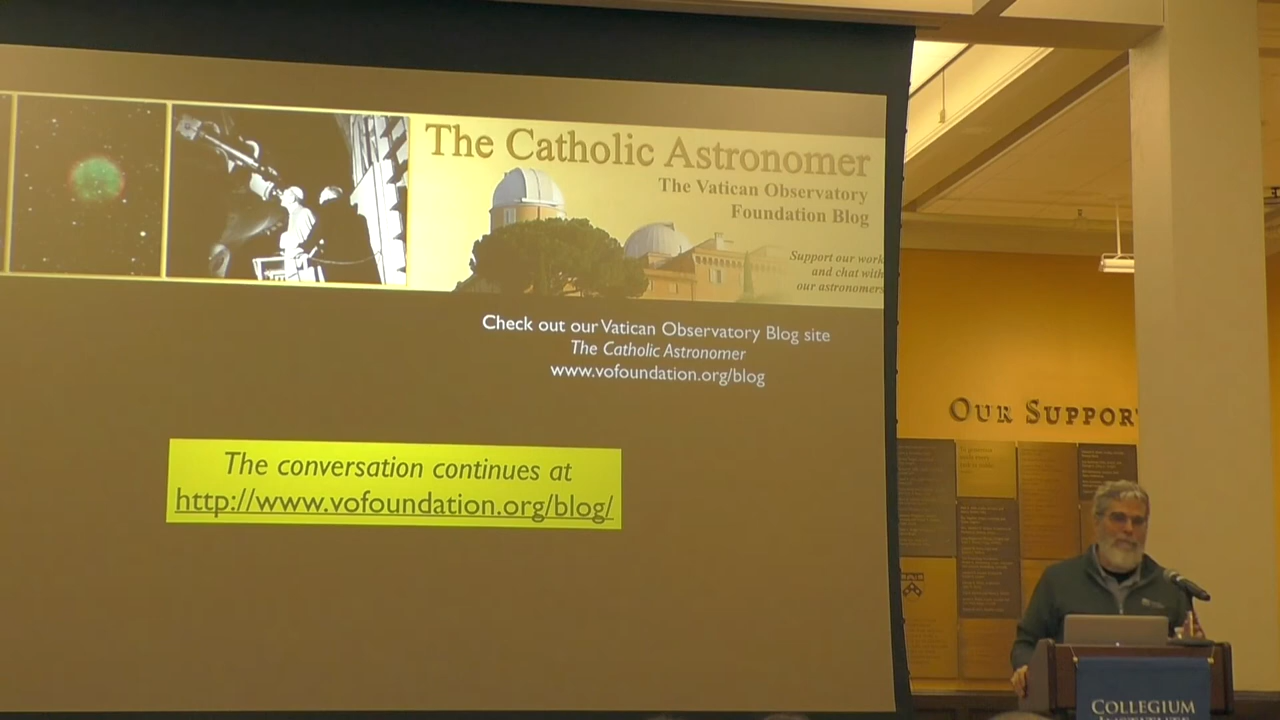 The Catholic Astronomer
The Vatican Observatory
Foundation Blog
Support our work
and chat with
our astronomers
Check out our Vatican Observatory Blog site
The Catholic Astronomer
www.vofoundation.org/blog
The conversation continues at
http://www.vofoundation.org/blog/
OUR SUPPOR
COLLEGIUM